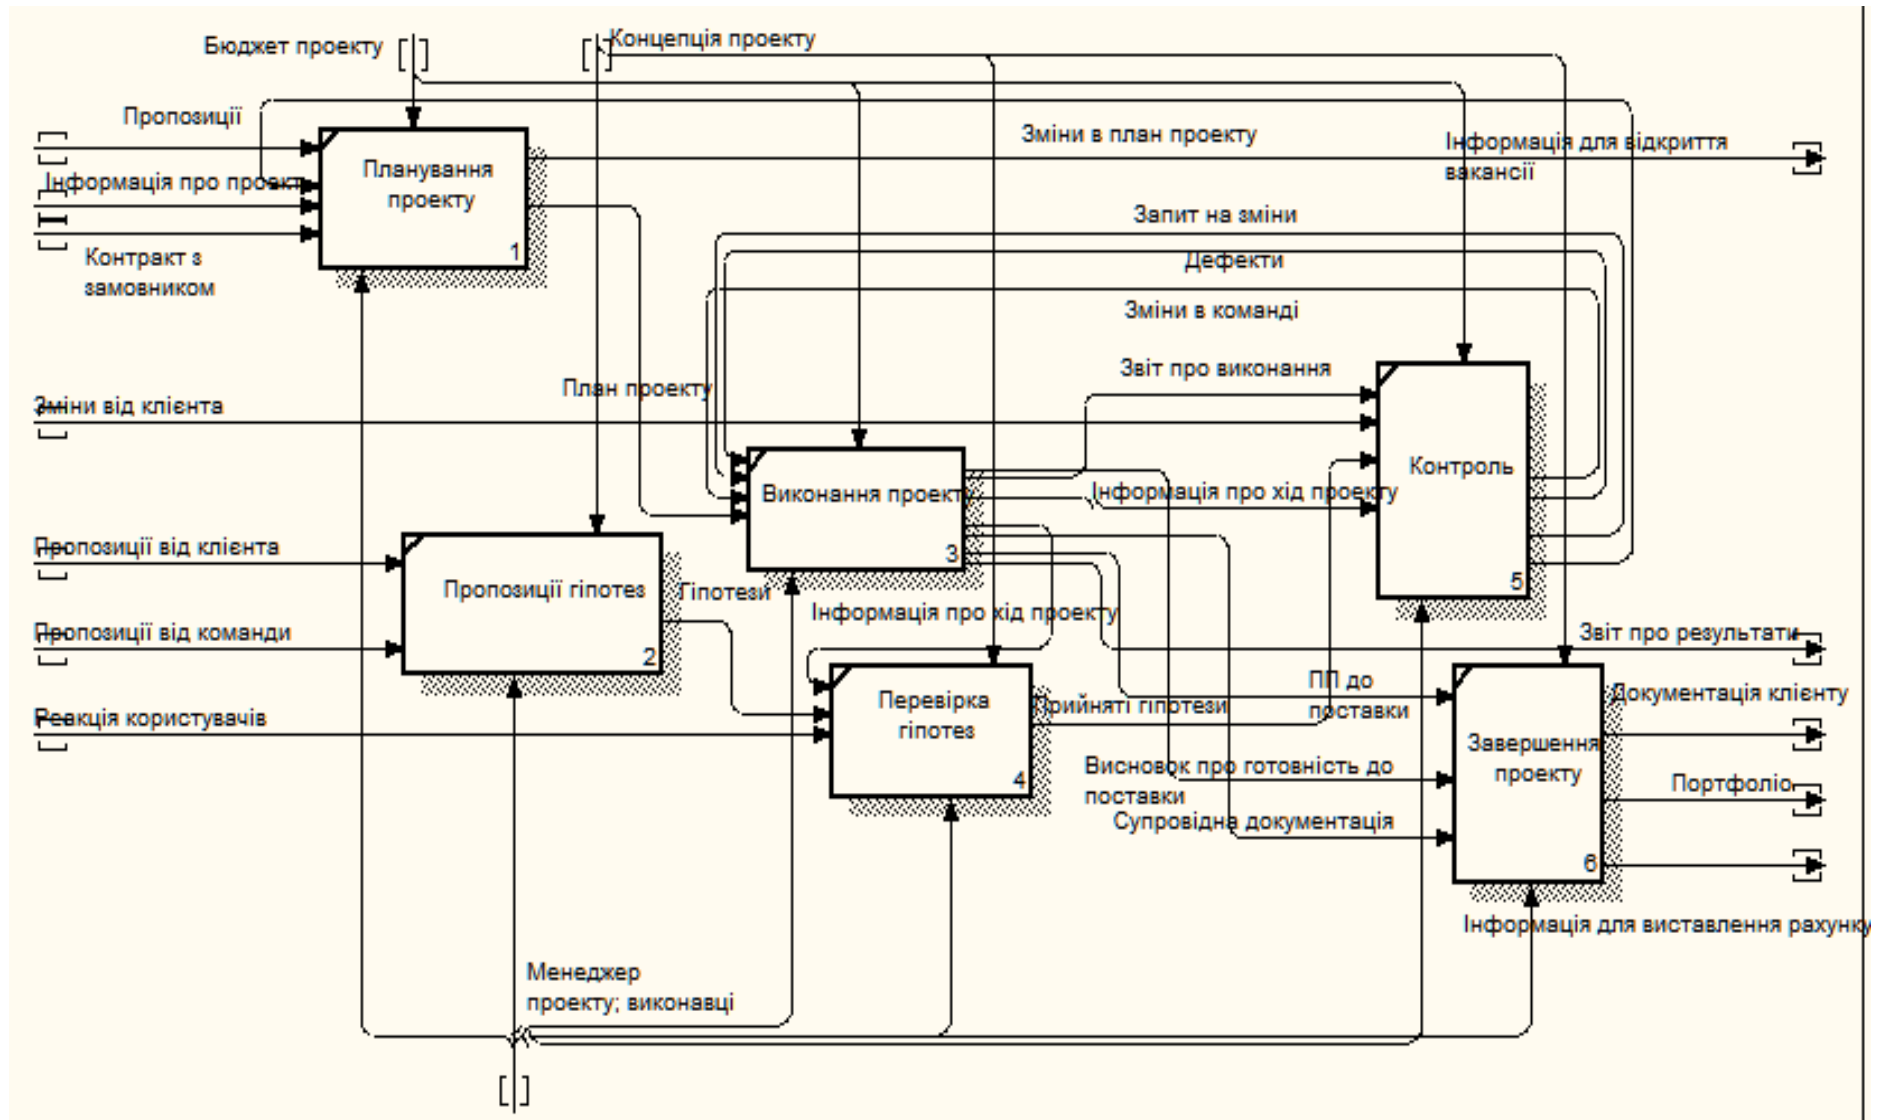 Концепція проекту
Бюджет проекту
Пропозиції
Зміни в план проекту
Інформація для відкриття
вакансії
Планування
проекту
1
Інформація про проект
Контракт з
замовником
Запит на зміни
Дефекти
Зміни в команді
Звіт про виконання
План проекту
Зміни від клієнта
Контроль
5
Виконання проекту
3
Інформація про хід проекту
Пропозиції від клієнта
Пропозиції гіпотез
2
Гіпотези
Інформація про хід проекту
Пропозиції від команди
Звіт про результати
ПП до
поставки
Документація клієнту
Перевірка
гіпотез
4
Прийняті гіпотези
Реакція користувачів
Завершення
проекту
6
Висновок про готовність до
поставки
Портфоліо
Супровідна документація
Інформація для виставлення рахунку
Менеджер
проекту; виконавці